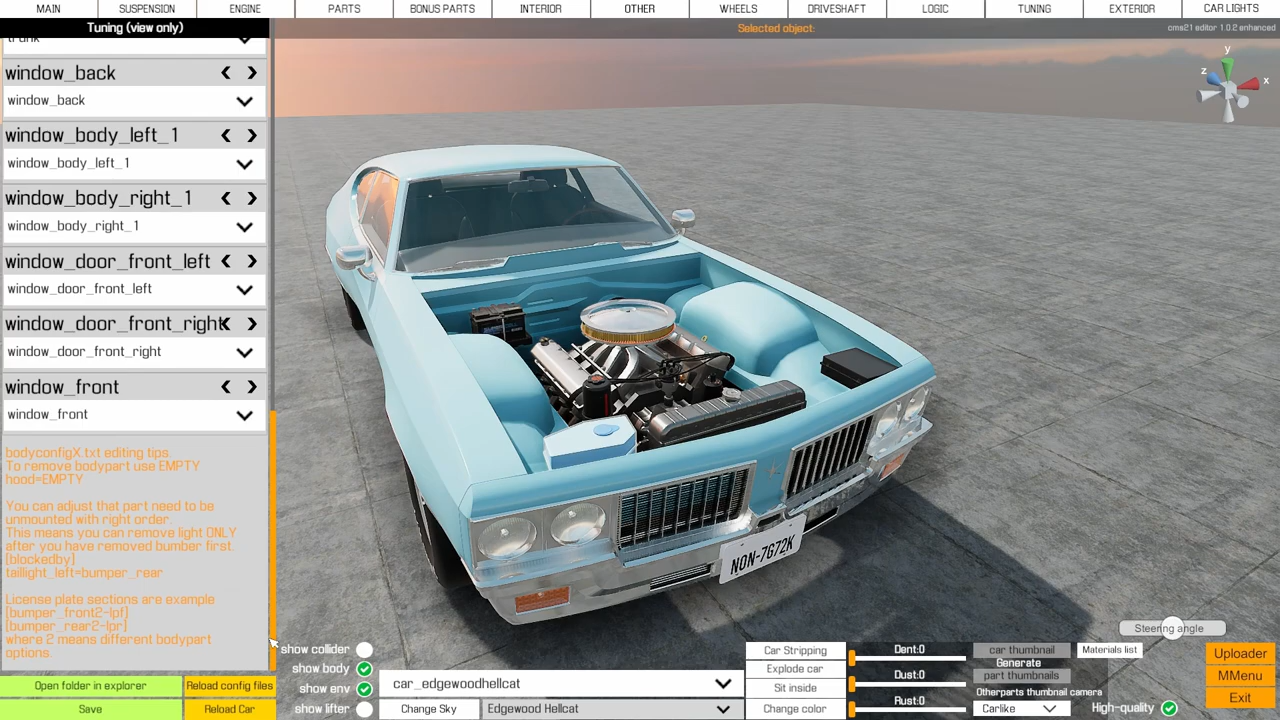 MAIN
SUSPENSION
ENGINE
PARTS
BONUS PARTS
INTERIOR
OTHER
WHEELS
DRIVESHAFT
LOGIC
TUNING
EXTERIOR
CAR LIGHTS
Tuning (view only)
Selected object:
cms21 editor 1.0.2 enhanced
trunk
window_back
window_back
window_body_left_1
window_body_left_1
window_body_right_1
window_body_right_1
window_door_front_left
window_door_front_left
window_door_front_right
window_door_front_right
window_front
window_front
bodyconfigX.txt editing tips.
To remove bodypart use EMPTY
hood=EMPTY
You can adjust that part need to be
unmounted with right order.
This means you can remove light ONLY
after you have removed bumber first.
[blockedby]
taillight_left=bumper_rear
License plate sections are example
[bumper_front2-lpf]
[bumper_rear2-lpr]
where 2 means different bodypart
options.
Open folder in explorer
Reload config files
Save
Reload Car
y
z
x
NON-7672K
show collider
show body
show env
show lifter
car_edgewoodhellcat
Change Sky
Edgewood Hellcat
Car Stripping
Explode car
Sit inside
Change color
Dent:0
Dust:0
Rust:0
Steering angle
car thumbnail
Materials list
Generate
part thumbnails
Otherparts thumbnail camera
Carlike
High-quality
Uploader
MMenu
Exit